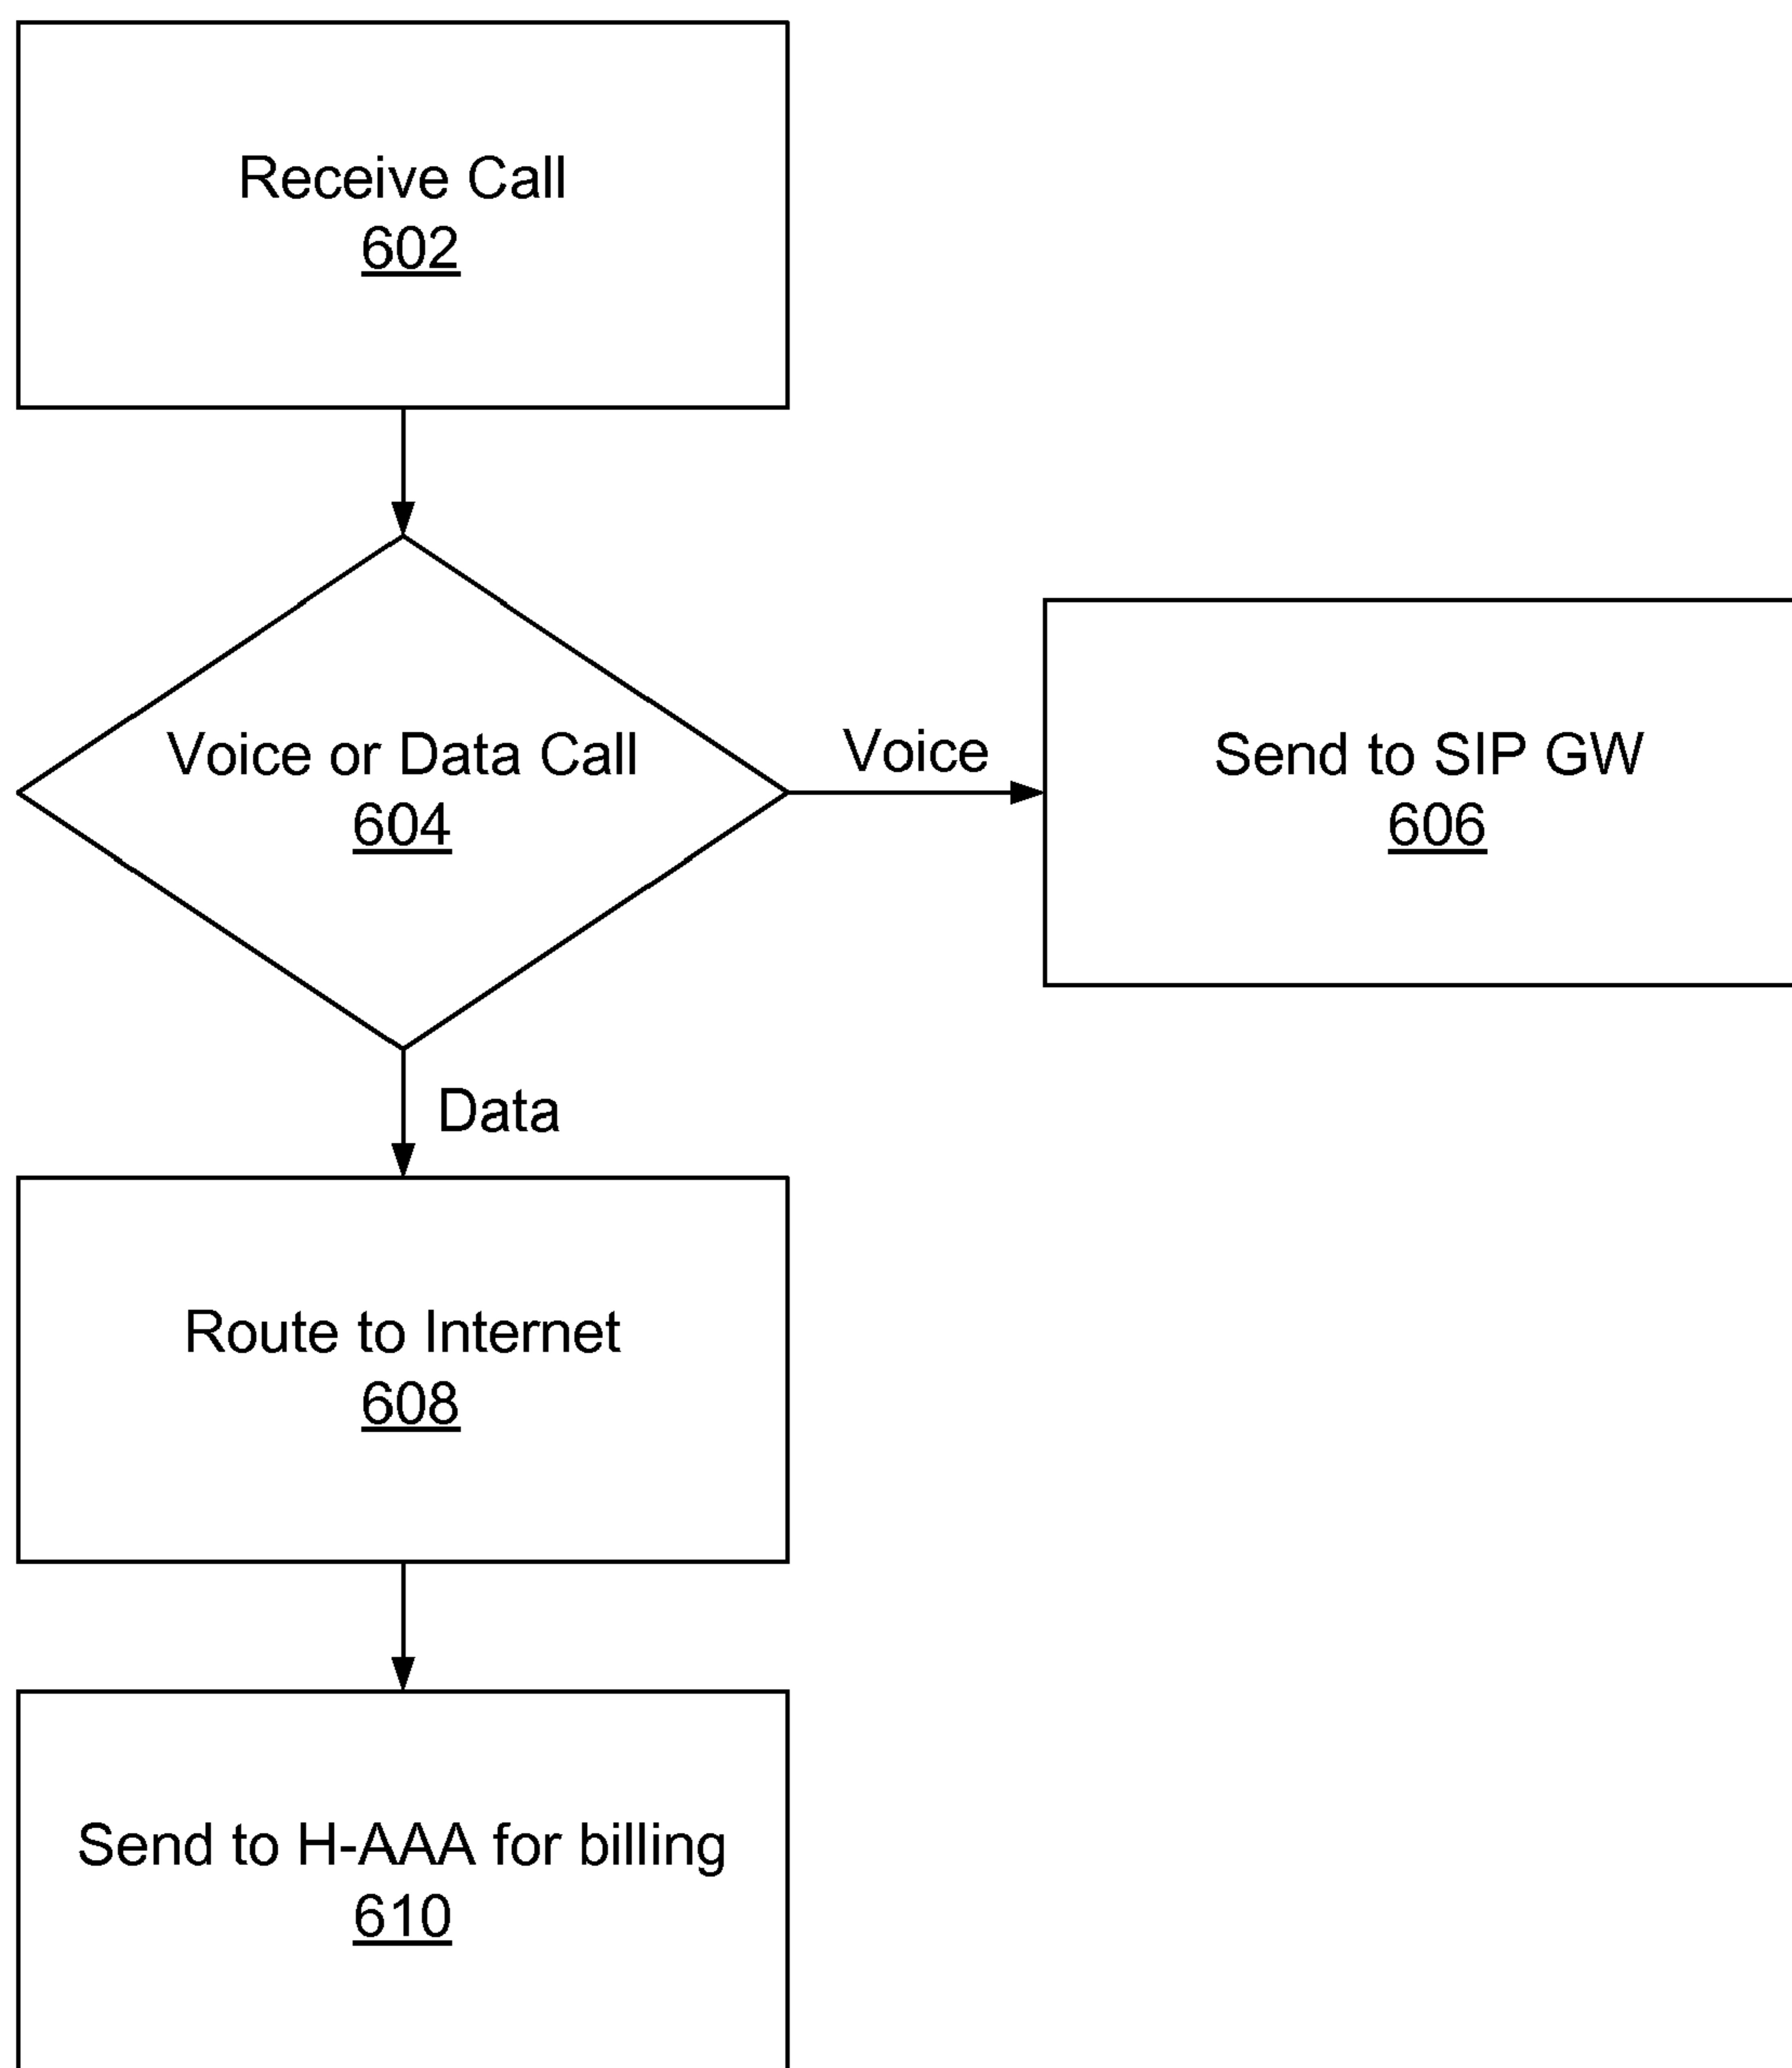 Receive Call
602
Voice or Data Call
604
Voice
Send to SIP GW
606
Data
Route to Internet
608
Send to H-AAA for billing
610